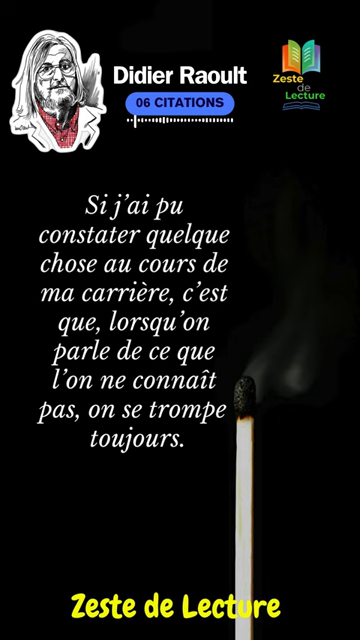 Didier Raoult
06 CITATIONS
Zeste
de
Lecture
Si j'ai pu
constater quelque
chose au cours de
ma carrière, c'est
que, lorsqu'on
parle de ce que
l'on ne connaît
pas, on se trompe
toujours.
Zeste de Lecture